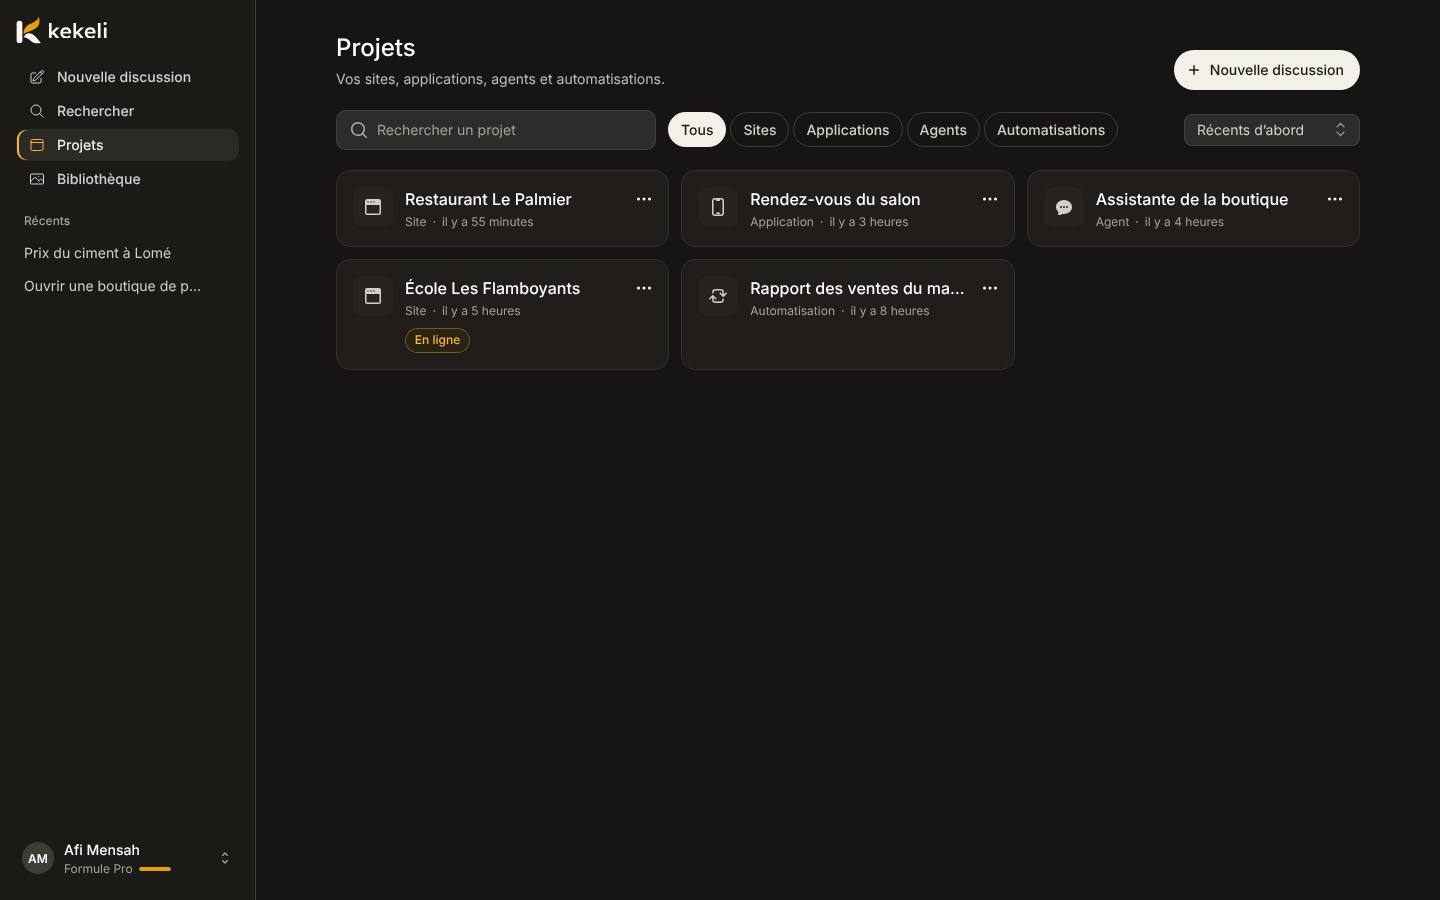 kekeli
Nouvelle discussion
Rechercher
Projets
Bibliothèque
Récents
Prix du ciment à Lomé
Ouvrir une boutique de p...
AM
Afi Mensah
Formule Pro
Projets
Vos sites, applications, agents et automatisations.
Nouvelle discussion
Rechercher un projet
Tous
Sites
Applications
Agents
Automatisations
Récents d’abord
Restaurant Le Palmier
Site · il y a 55 minutes
Rendez-vous du salon
Application · il y a 3 heures
Assistante de la boutique
Agent · il y a 4 heures
École Les Flamboyants
Site · il y a 5 heures
En ligne
Rapport des ventes du ma...
Automatisation · il y a 8 heures